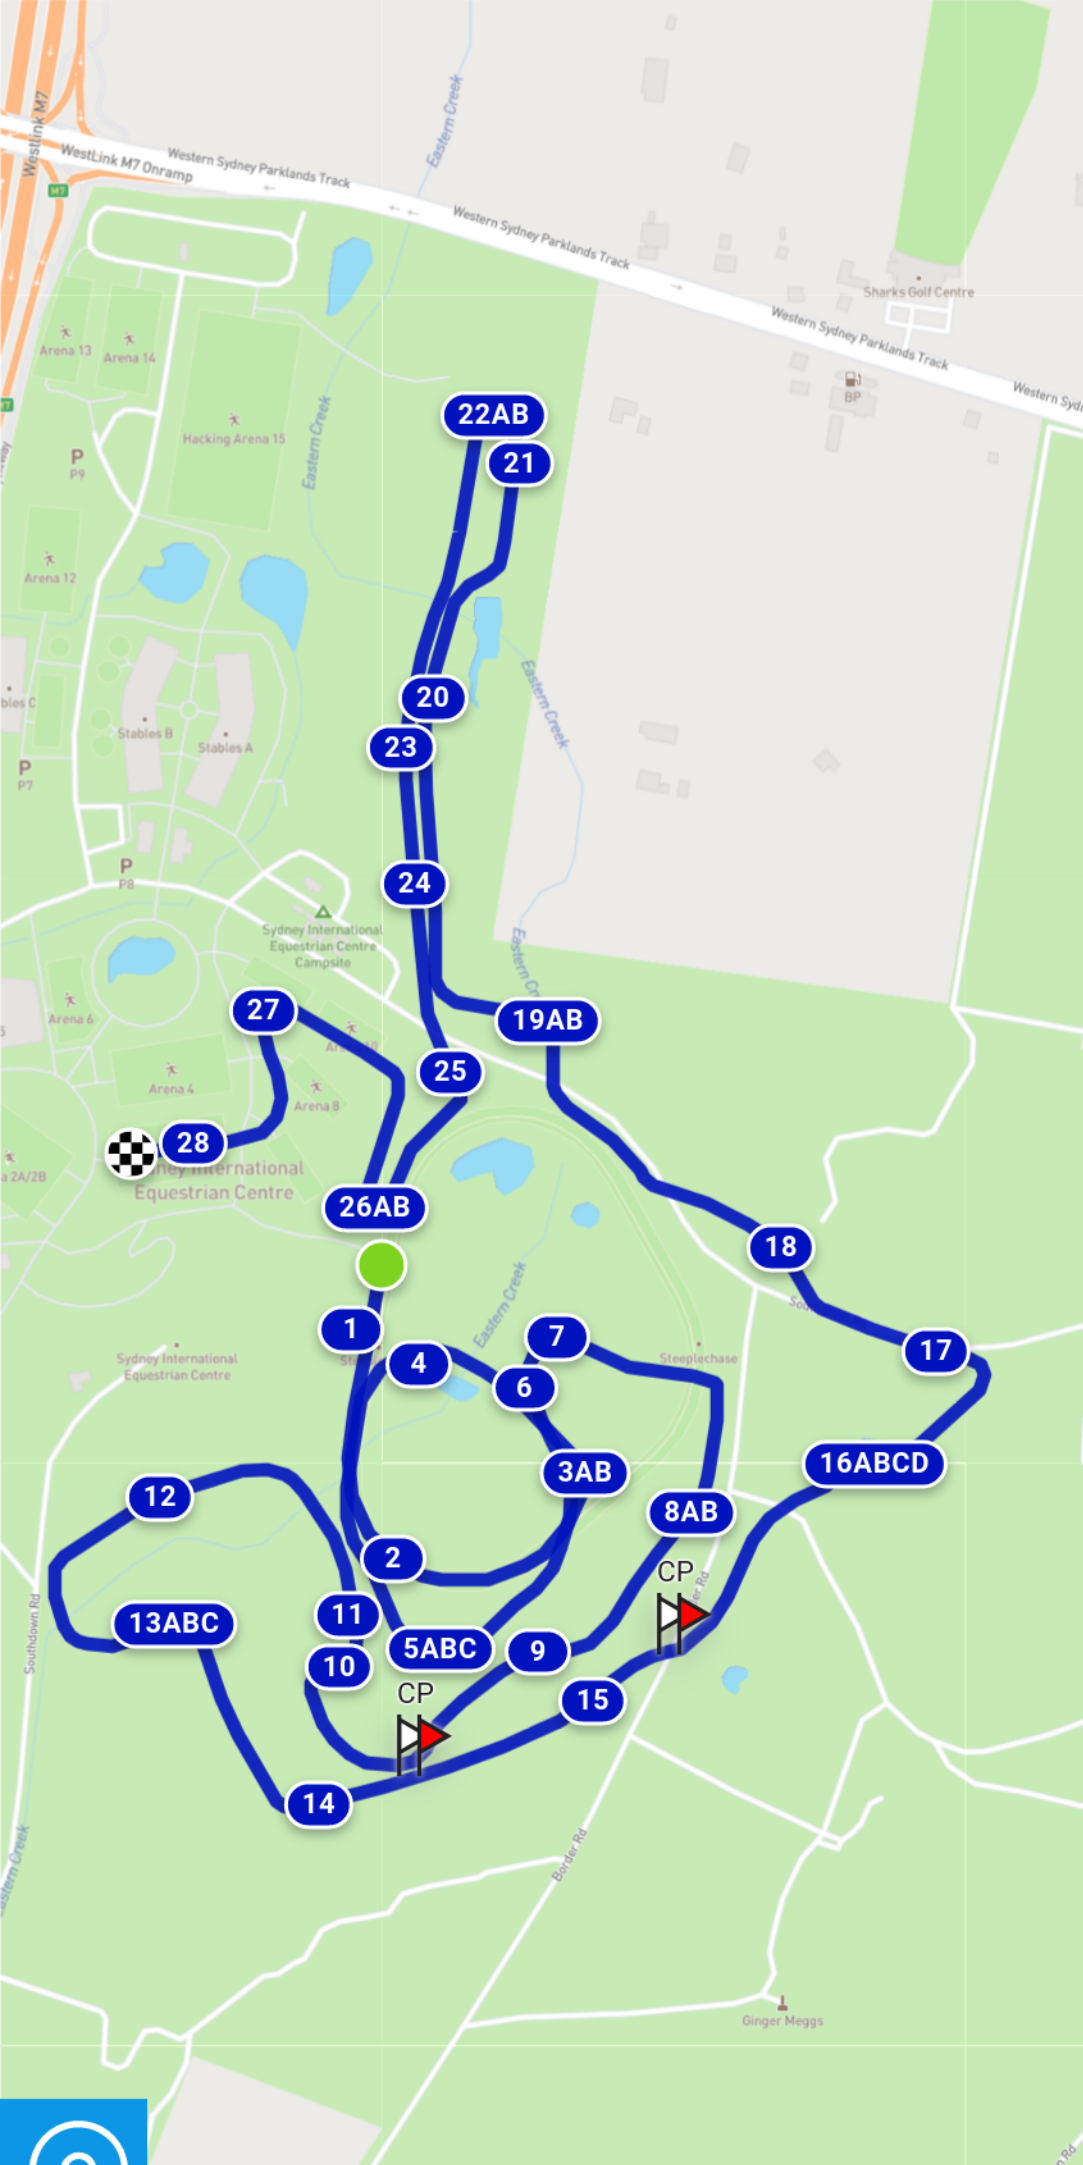 Westlink M7
WestLink M7 Onramp
Western Sydney Parklands Track
Eastern Creek
M7
Western Sydney Parklands Track
Sharks Golf Centre
Western Sydney Parklands Track
Arena 13
Arena 14
BP
Western Syd
Hacking Arena 15
Eastern Creek
22AB
P
P9
21
Arena 12
Eastern Creek
bles C
20
Stables B
Stables A
23
P
P7
P
P8
24
Sydney International
Equestrian Centre
Campsite
Eastern Cr
Arena 6
27
19AB
Arena 4
25
Arena 8
28
a 2A/2B
ney International
Equestrian Centre
26AB
18
Eastern Creek
1
7
17
Sydney International
Equestrian Centre
4
Steeplechase
6
3AB
16ABCD
12
8AB
2
CP
11
13ABC
5ABC
9
Southdown Rd
10
CP
15
14
Border Rd
astern Creek
Ginger Meggs